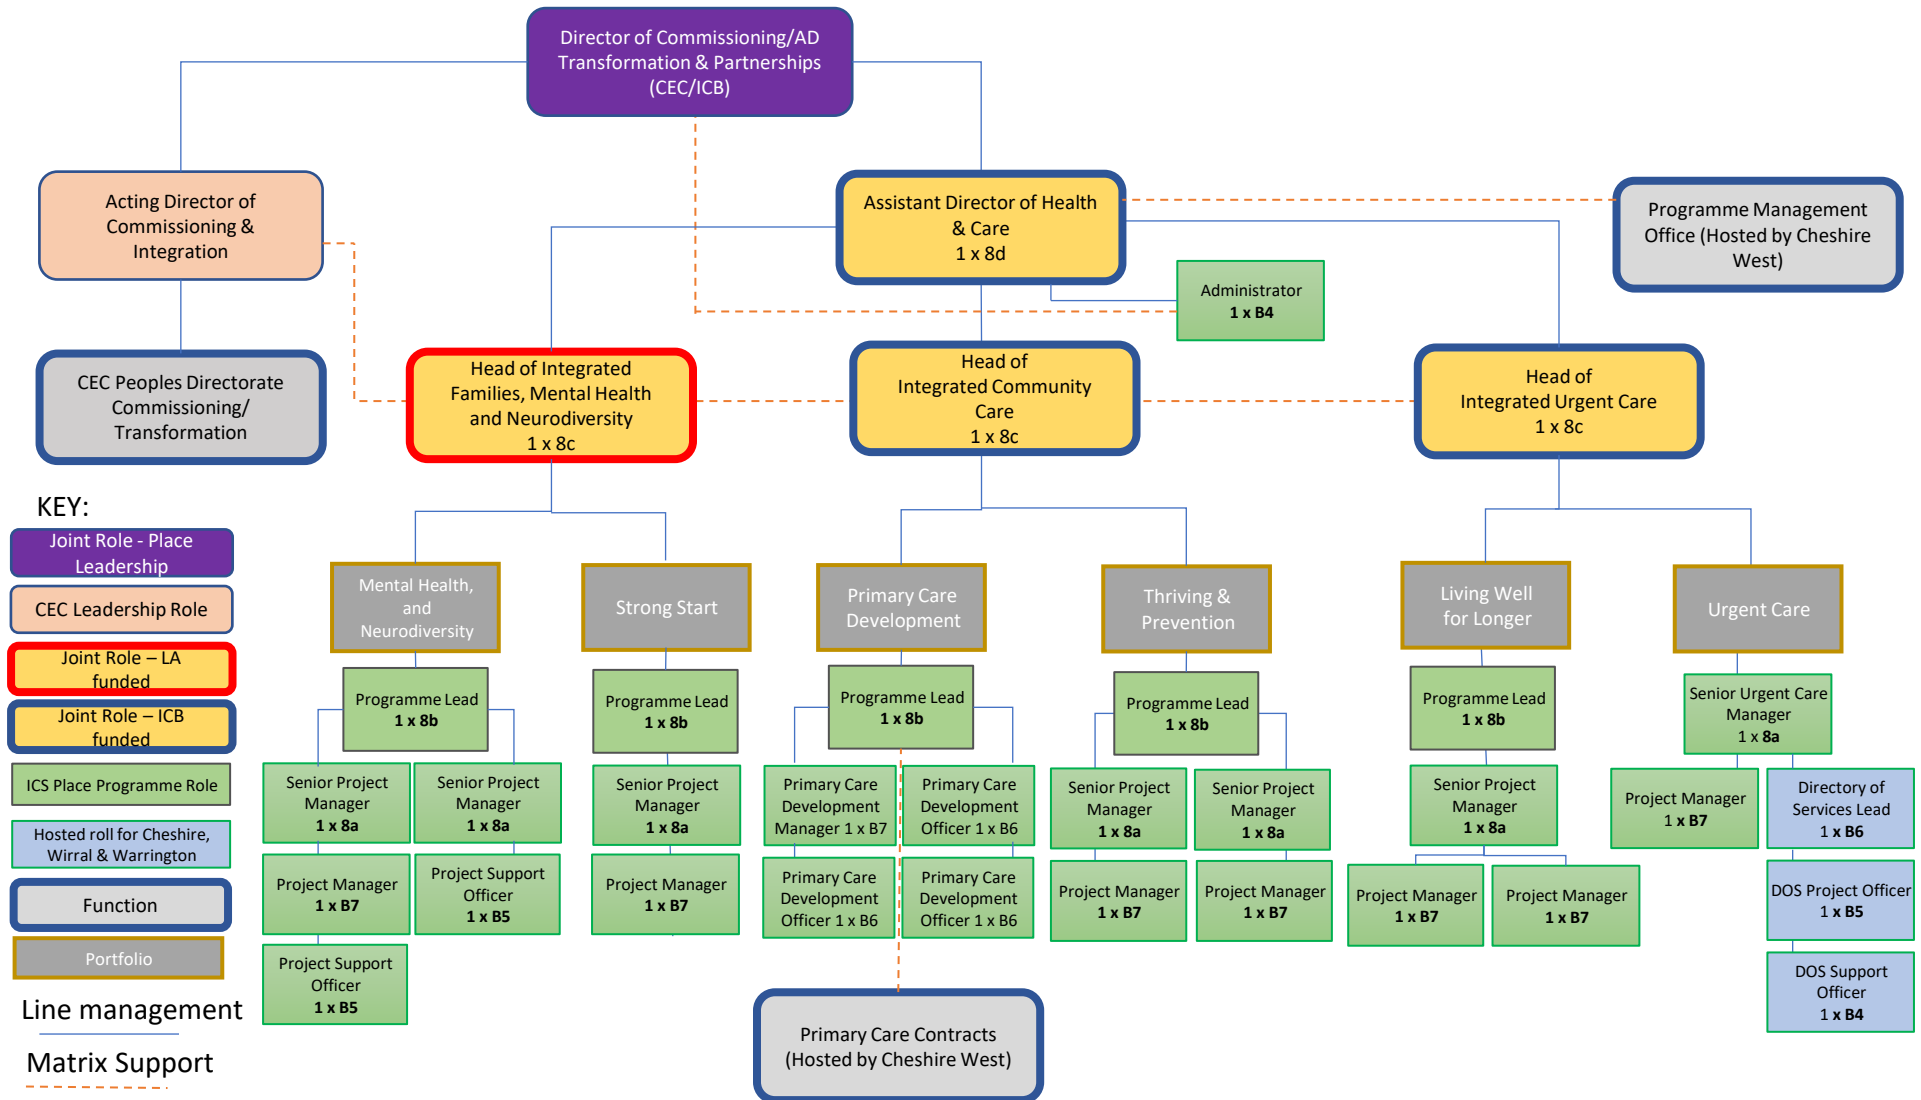 Director of Commissioning/AD
Transformation & Partnerships
(CEC/ICB)
Acting Director of
Commissioning &
Integration
Assistant Director of Health
& Care
1 x 8d
Programme Management
Office (Hosted by Cheshire
West)
Administrator
1 x B4
CEC Peoples Directorate
Commissioning/
Transformation
Head of Integrated
Families, Mental Health
and Neurodiversity
1 x 8c
Head of
Integrated Community
Care
1 x 8c
Head of
Integrated Urgent Care
1 x 8c
KEY:
Joint Role - Place
Leadership
CEC Leadership Role
Joint Role – LA
funded
Joint Role – ICB
funded
ICS Place Programme Role
Hosted roll for Cheshire,
Wirral & Warrington
Function
Portfolio
Line management
Matrix Support
Mental Health,
and
Neurodiversity
Programme Lead
1 x 8b
Senior Project
Manager
1 x 8a
Project Manager
1 x B7
Project Support
Officer
1 x B5
Senior Project
Manager
1 x 8a
Project Support
Officer
1 x B5
Strong Start
Programme Lead
1 x 8b
Senior Project
Manager
1 x 8a
Project Manager
1 x B7
Primary Care
Development
Programme Lead
1 x 8b
Primary Care
Development
Manager 1 x B7
Primary Care
Development
Officer 1 x B6
Primary Care
Development
Officer 1 x B6
Primary Care
Development
Officer 1 x B6
Primary Care Contracts
(Hosted by Cheshire West)
Thriving &
Prevention
Programme Lead
1 x 8b
Senior Project
Manager
1 x 8a
Project Manager
1 x B7
Senior Project
Manager
1 x 8a
Project Manager
1 x B7
Living Well
for Longer
Programme Lead
1 x 8b
Senior Project
Manager
1 x 8a
Project Manager
1 x B7
Project Manager
1 x B7
Urgent Care
Senior Urgent Care
Manager
1 x 8a
Project Manager
1 x B7
Directory of
Services Lead
1 x B6
DOS Project Officer
1 x B5
DOS Support
Officer
1 x B4